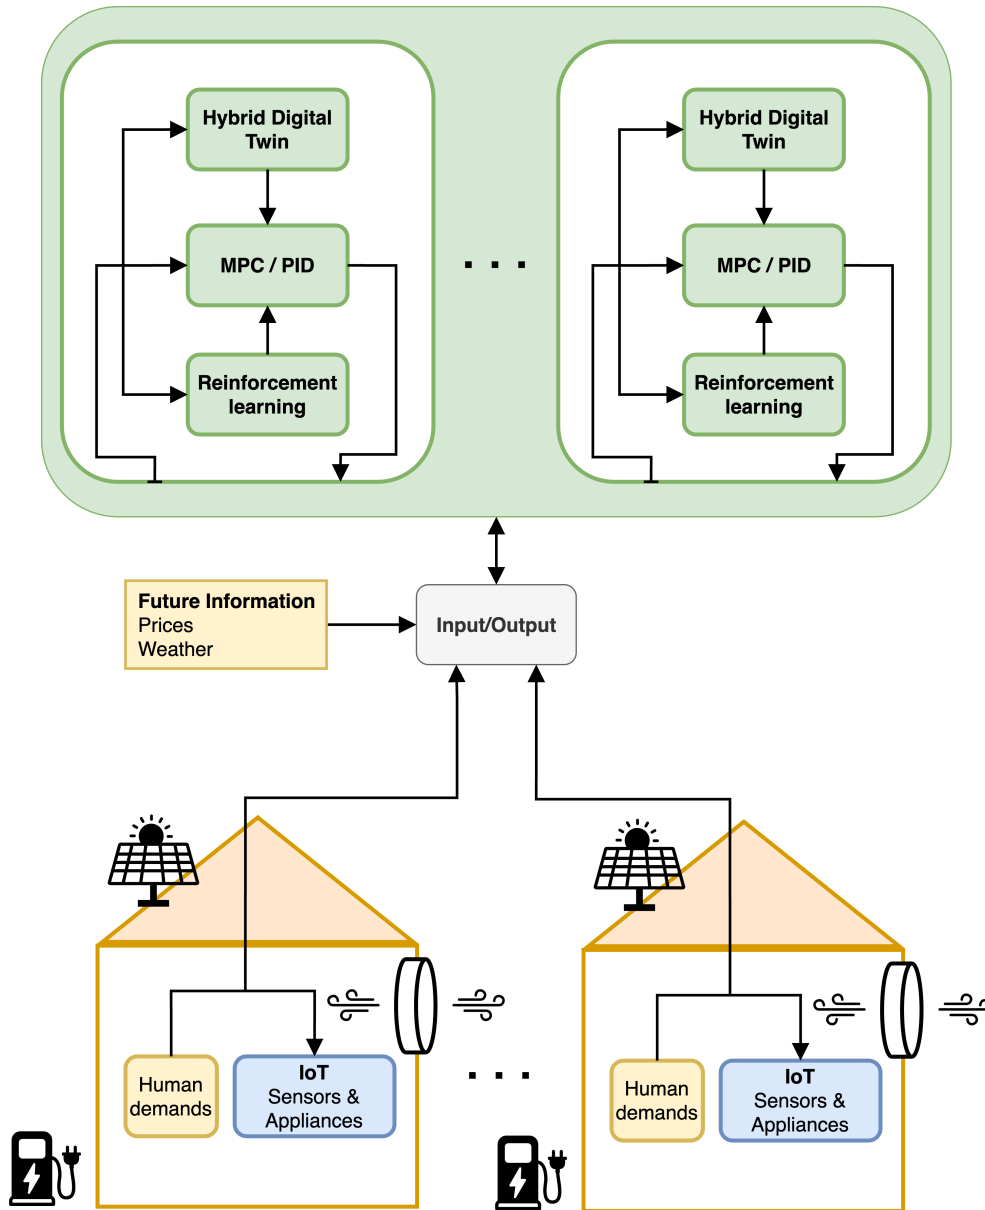 Hybrid Digital
Twin
MPC / PID
Reinforcement
learning
. . .
Hybrid Digital
Twin
MPC / PID
Reinforcement
learning
Future Information
Prices
Weather
Input/Output
Human
demands
IoT
Sensors &
Appliances
. . .
Human
demands
IoT
Sensors &
Appliances